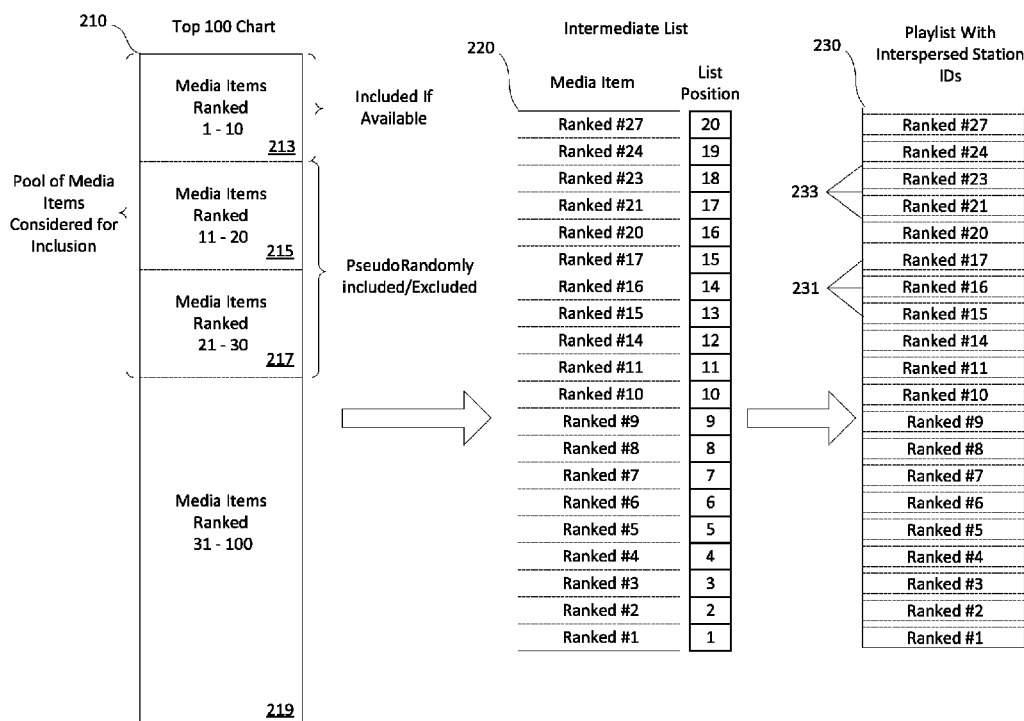 210
Top 100 Chart
Media Items
Ranked
1 - 10
213
Included If
Available
Pool of Media
Items
Considered for
Inclusion
Media Items
Ranked
11 - 20
215
PseudoRandomly
included/Excluded
Media Items
Ranked
21 - 30
217
Media Items
Ranked
31 - 100
219
Intermediate List
220
Media Item
List
Position
Ranked #27 20
Ranked #24 19
Ranked #23 18
Ranked #21 17
Ranked #20 16
Ranked #17 15
Ranked #16 14
Ranked #15 13
Ranked #14 12
Ranked #11 11
Ranked #10 10
Ranked #9 9
Ranked #8 8
Ranked #7 7
Ranked #6 6
Ranked #5 5
Ranked #4 4
Ranked #3 3
Ranked #2 2
Ranked #1 1
Playlist With
Interspersed Station
IDs
230
233
231
Ranked #27
Ranked #24
Ranked #23
Ranked #21
Ranked #20
Ranked #17
Ranked #16
Ranked #15
Ranked #14
Ranked #11
Ranked #10
Ranked #9
Ranked #8
Ranked #7
Ranked #6
Ranked #5
Ranked #4
Ranked #3
Ranked #2
Ranked #1